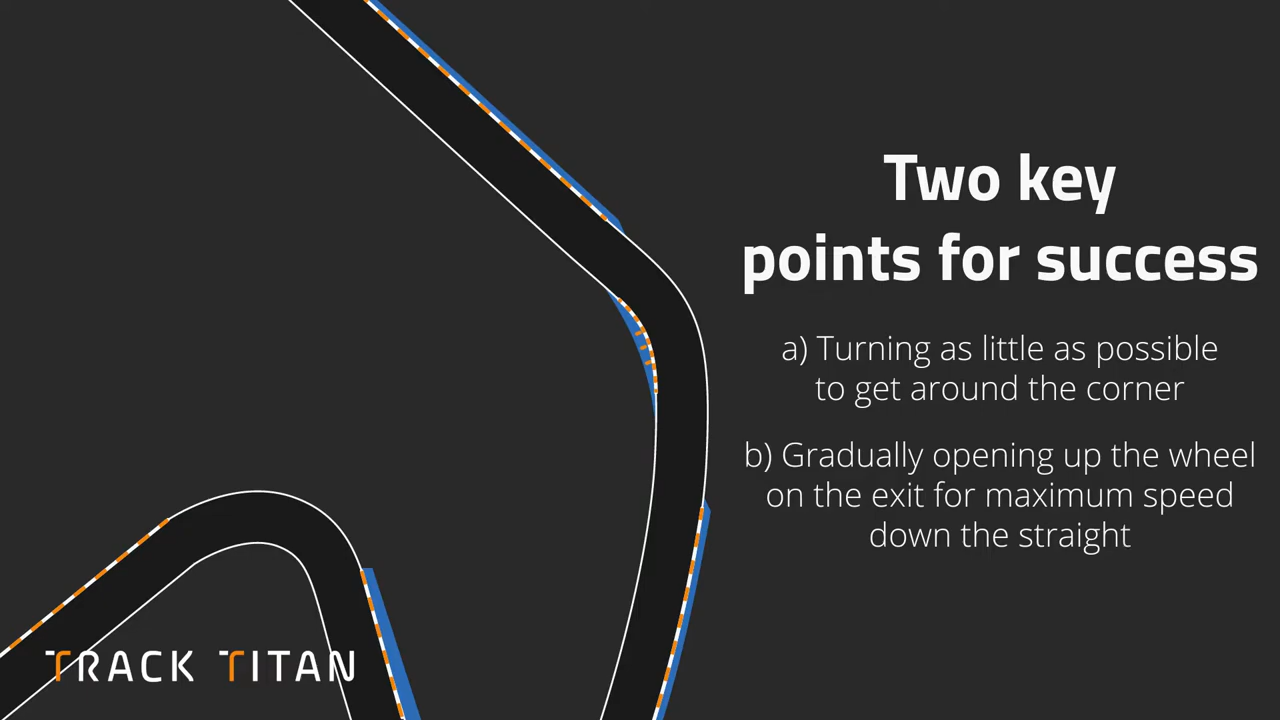 Two key
points for success
a) Turning as little as possible
to get around the corner
b) Gradually opening up the wheel
on the exit for maximum speed
down the straight
TRACK TITAN